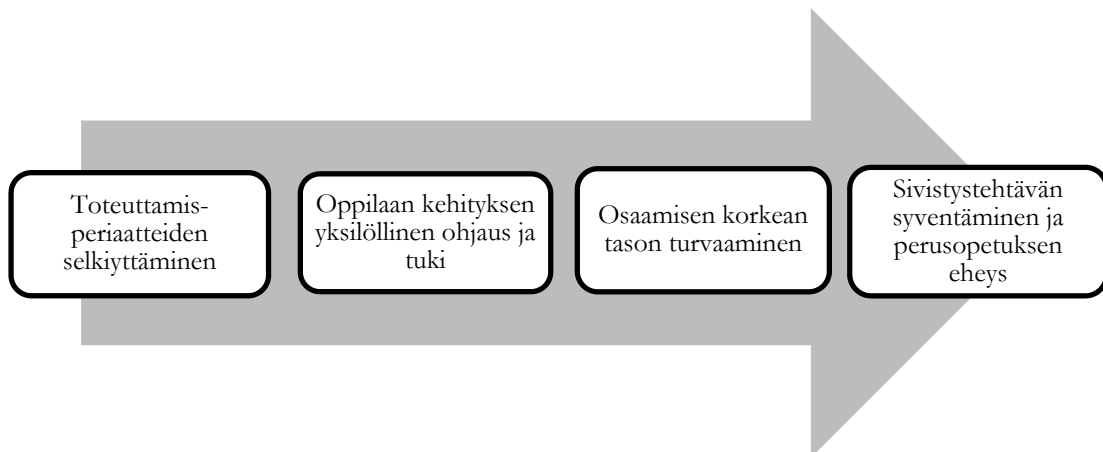 Toteuttamis-
periaatteiden
selkiyttäminen
Oppilaan kehityksen
yksilöllinen ohjaus ja
tuki
Osaamisen korkean
tason turvaaminen
Sivistystehtävän
syventäminen ja
perusopetuksen
eheys